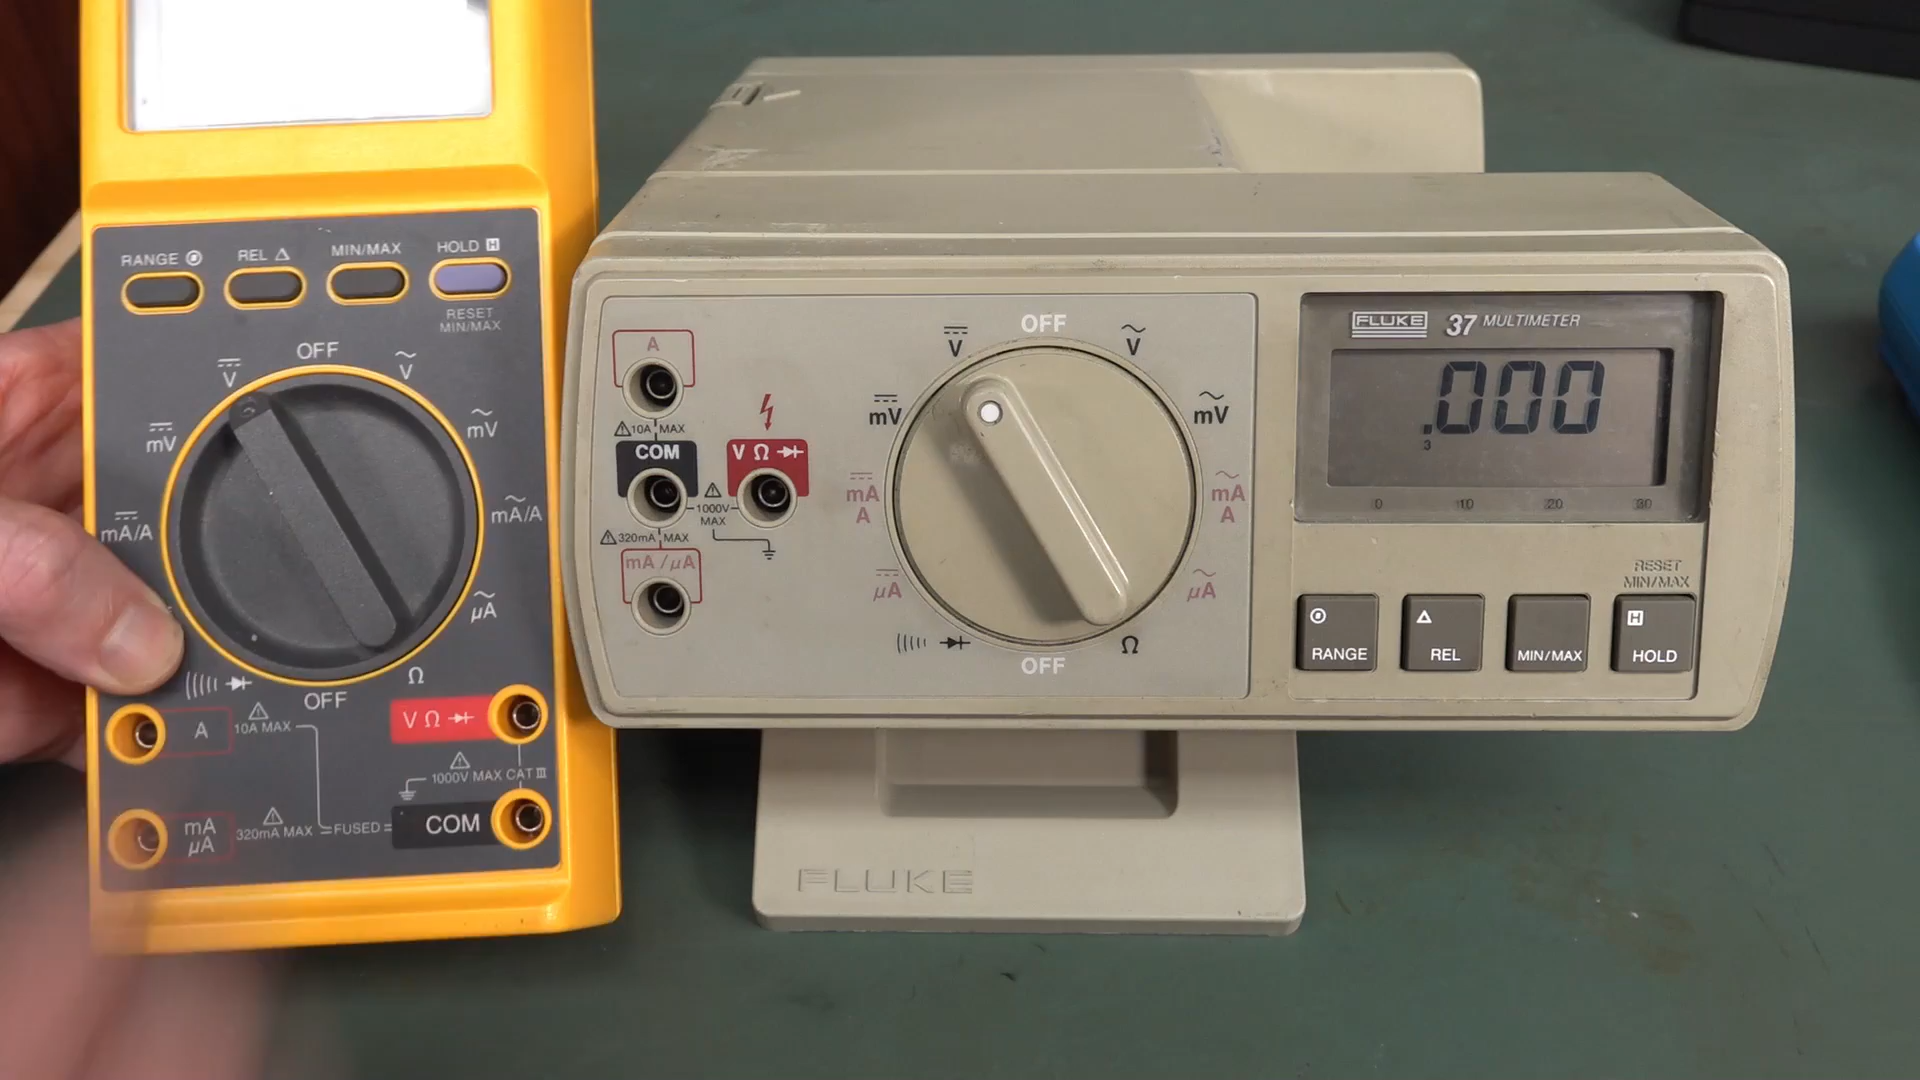 RANGE
REL Δ
MIN/MAX
HOLD H
RESET
MIN/MAX
OFF
V
V
mV
mV
mA/A
mA/A
µA
Ω
OFF
A
10A MAX
V Ω
1000V MAX CAT III
mA
µA
320mA MAX
FUSED
COM
A
10A MAX
COM
V Ω
1000V
MAX
320mA MAX
mA/µA
OFF
V
V
mV
mV
mA
A
mA
A
µA
µA
Ω
OFF
FLUKE 37 MULTIMETER
.000
3
0 10 20 30
RESET
MIN/MAX
RANGE
Δ
REL
MIN/MAX
H
HOLD
FLUKE